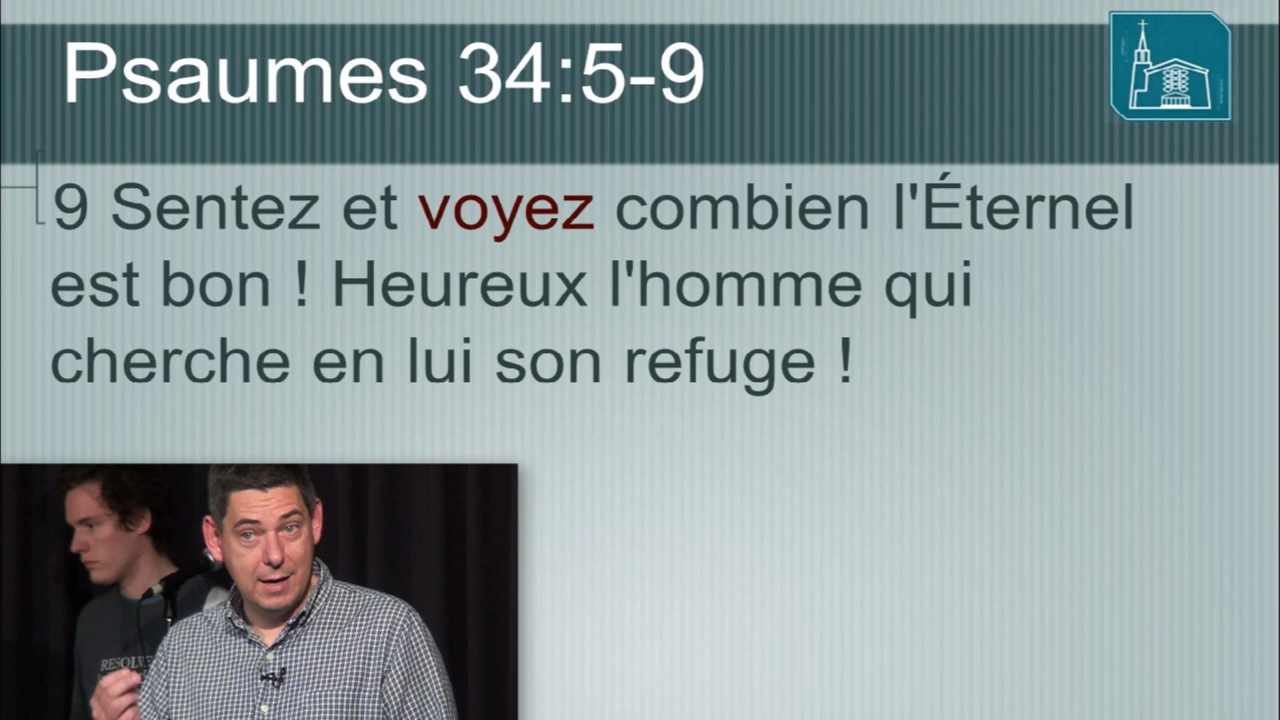 Psaumes 34:5-9
9 Sentez et voyez combien l'Éternel
est bon ! Heureux l'homme qui
cherche en lui son refuge !